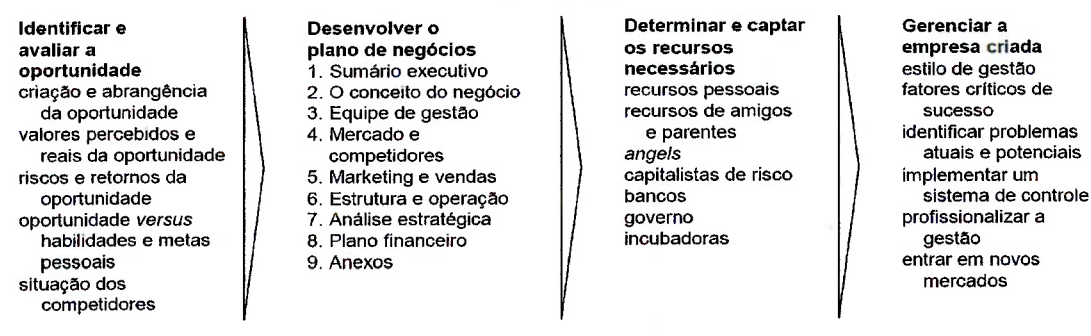 Identificar e
avaliar a
oportunidade
criação e abrangência
da oportunidade
valores percebidos e
reais da oportunidade
riscos e retornos da
oportunidade
oportunidade versus
habilidades e metas
pessoais
situação dos
competidores
Desenvolver o
plano de negócios
1. Sumário executivo
2. O conceito do negócio
3. Equipe de gestão
4. Mercado e
competidores
5. Marketing e vendas
6. Estrutura e operação
7. Análise estratégica
8. Plano financeiro
9. Anexos
Determinar e captar
os recursos
necessários
recursos pessoais
recursos de amigos
e parentes
angels
capitalistas de risco
bancos
governo
incubadoras
Gerenciar a
empresa criada
estilo de gestão
fatores críticos de
sucesso
identificar problemas
atuais e potenciais
implementar um
sistema de controle
profissionalizar a
gestão
entrar em novos
mercados